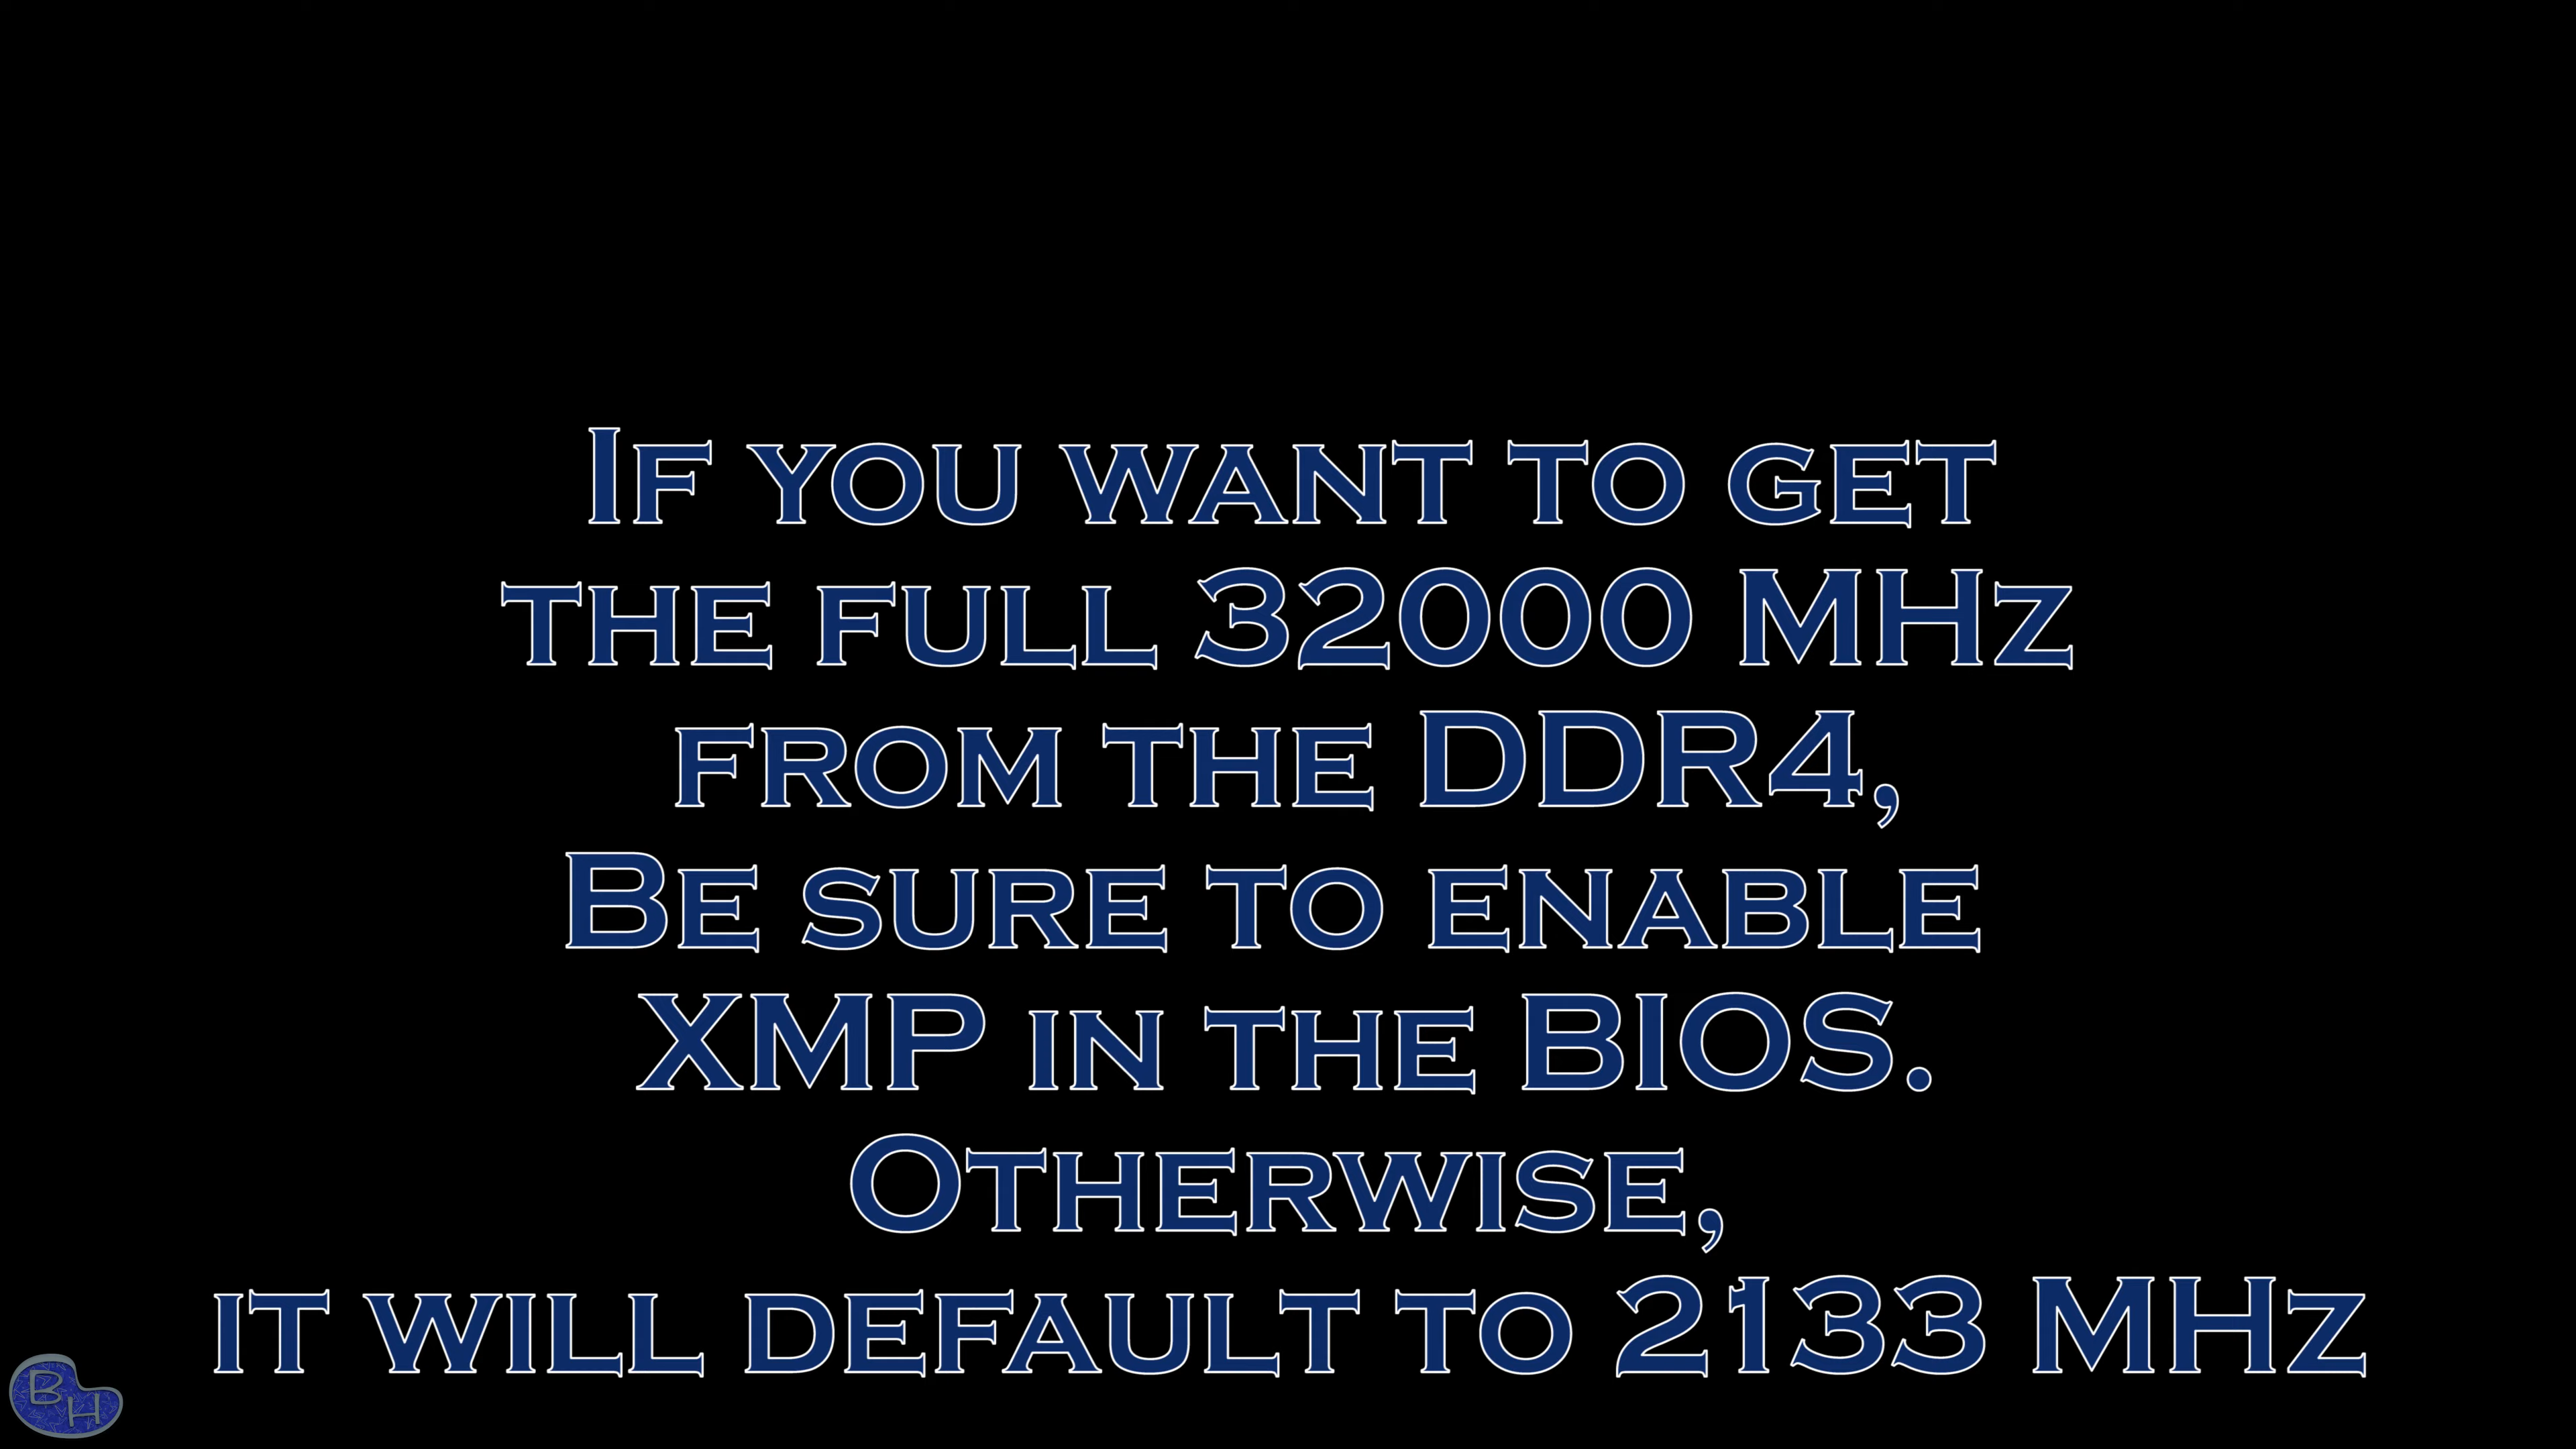 If you want to get
the full 32000 MHz
from the DDR4,
Be sure to enable
XMP in the BIOS.
Otherwise,
it will default to 2133 MHz
BH